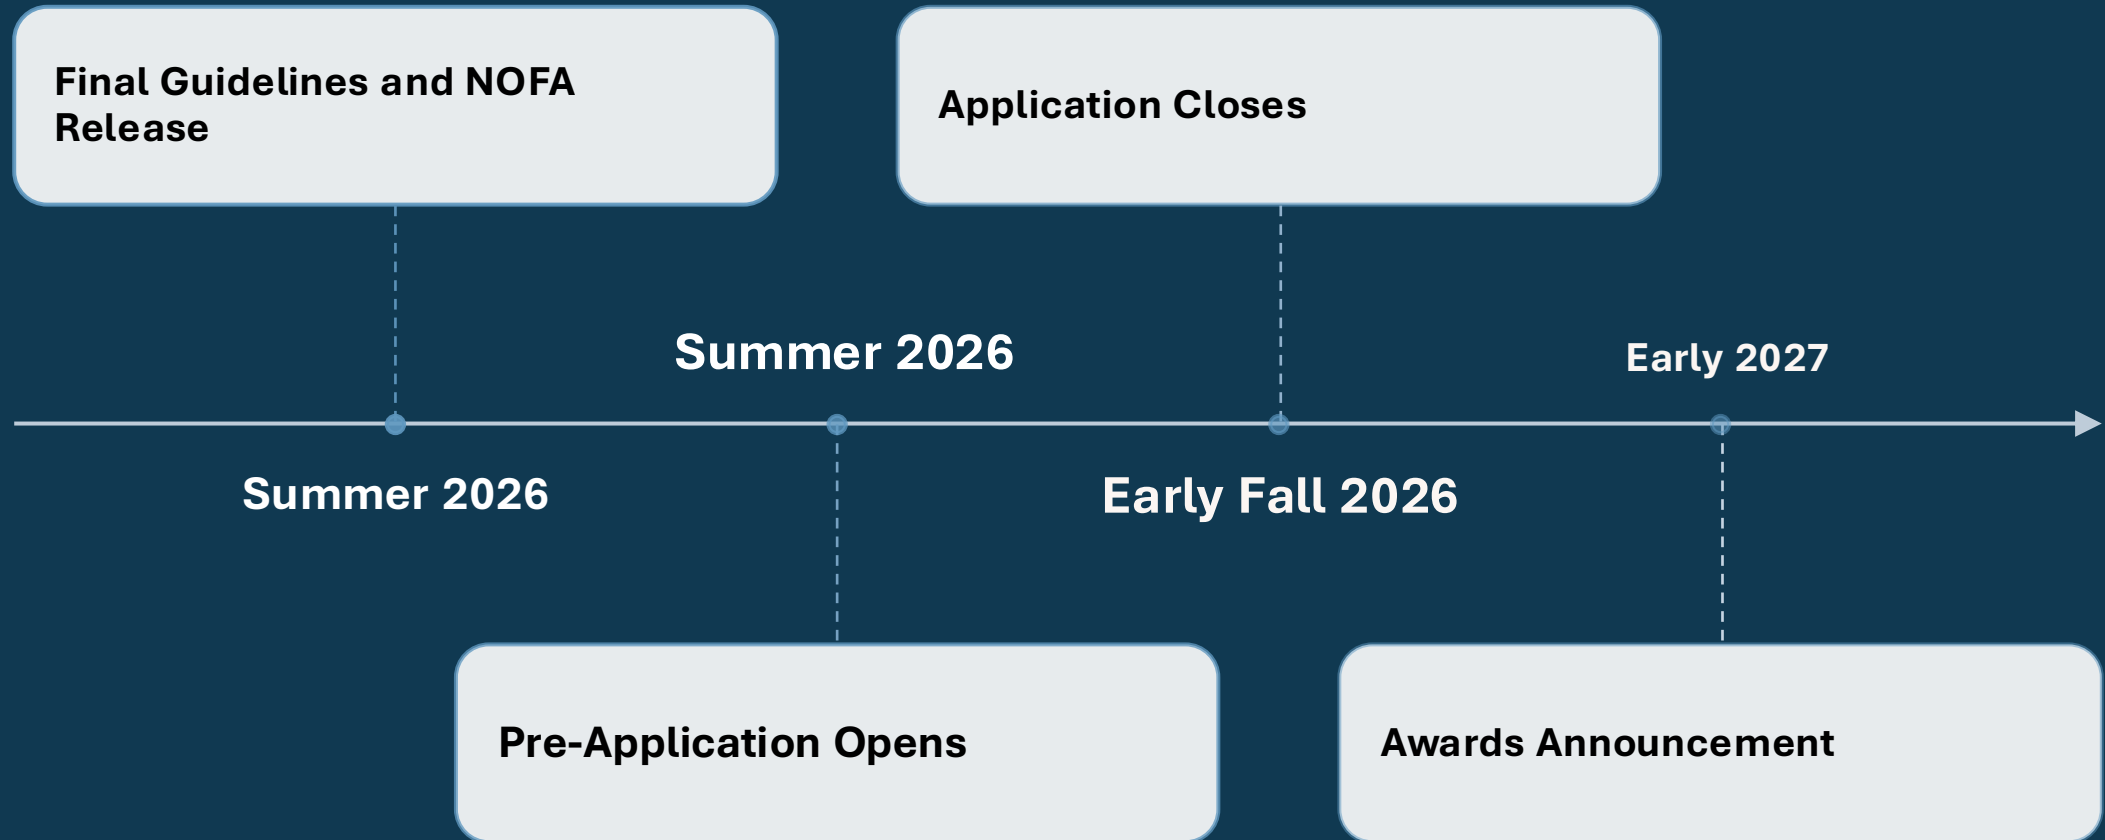 Final Guidelines and NOFA
Release
Application Closes
Summer 2026
Early 2027
Summer 2026
Early Fall 2026
Pre-Application Opens
Awards Announcement